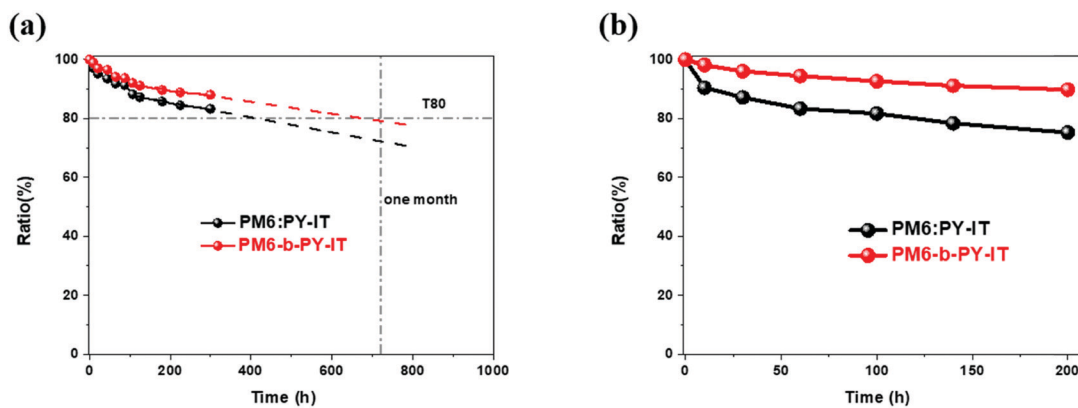 (a)
Ratio(%)
100
80
60
40
20
0
T80
one month
PM6:PY-IT
PM6-b-PY-IT
0 200 400 600 800 1000
Time (h)
(b)
Ratio(%)
100
80
60
40
20
0
PM6:PY-IT
PM6-b-PY-IT
0 50 100 150 200
Time (h)